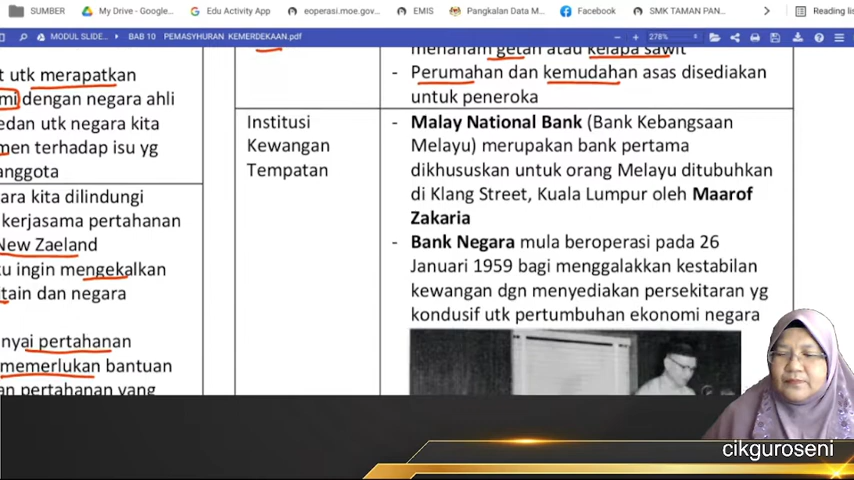 SUMBER
My Drive - Google...
Edu Activity App
eoperasi.moe.gov...
EMIS
Pangkalan Data M...
Facebook
SMK TAMAN PAN...
Reading list
MODUL SLIDE...
BAB 10 PEMASYHURAN KEMERDEKAAN.pdf
278%
t utk merapatkan
mi dengan negara ahli
edan utk negara kita
men terhadap isu yg
anggota
ara kita dilindungi
kerjasama pertahanan
New Zaeland
u ingin mengekalkan
tain dan negara
nyai pertahanan
memerlukan bantuan
an pertahanan yang
menanam getah atau kelapa sawit
- Perumahan dan kemudahan asas disediakan
untuk peneroka
Institusi
Kewangan
Tempatan
- Malay National Bank (Bank Kebangsaan
Melayu) merupakan bank pertama
dikhususkan untuk orang Melayu ditubuhkan
di Klang Street, Kuala Lumpur oleh Maarof
Zakaria
- Bank Negara mula beroperasi pada 26
Januari 1959 bagi menggalakkan kestabilan
kewangan dgn menyediakan persekitaran yg
kondusif utk pertumbuhan ekonomi negara
cikguroseni